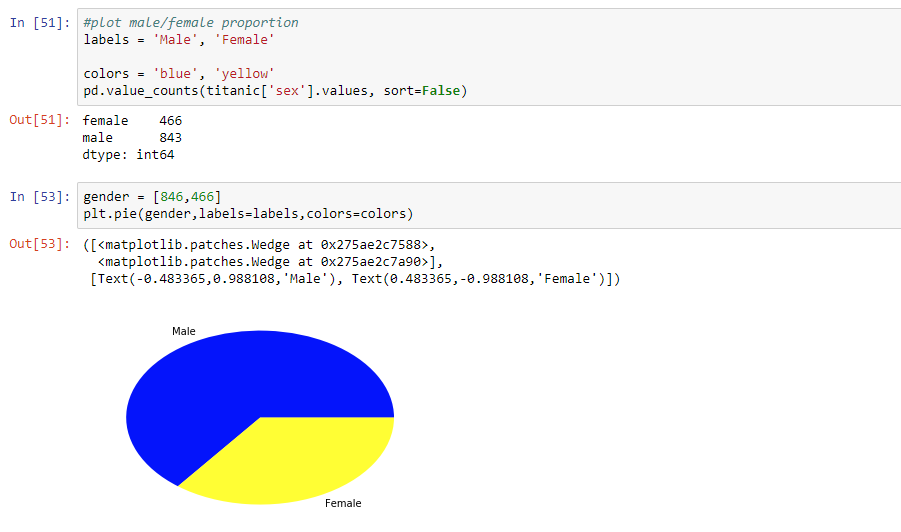 In [51]: #plot male/female proportion
labels = 'Male', 'Female'
colors = 'blue', 'yellow'
pd.value_counts(titanic['sex'].values, sort=False)
Out[51]: female    466
male      843
dtype: int64
In [53]: gender = [846,466]
plt.pie(gender,labels=labels,colors=colors)
Out[53]: ([<matplotlib.patches.Wedge at 0x275ae2c7588>,
<matplotlib.patches.Wedge at 0x275ae2c7a90>],
[Text(-0.483365,0.988108,'Male'), Text(0.483365,-0.988108,'Female')])
Male
Female